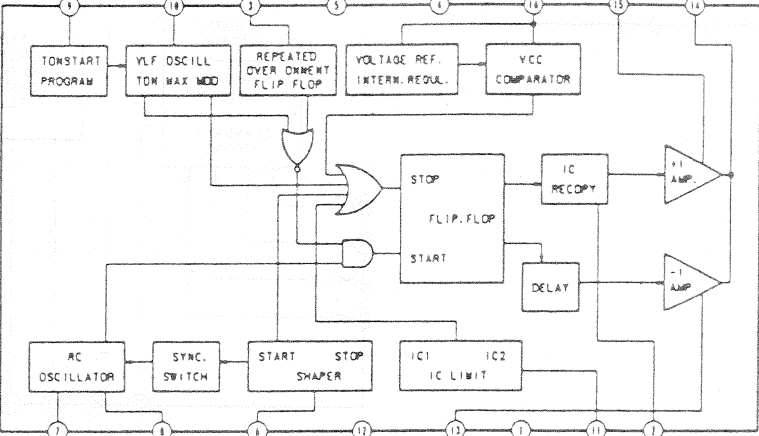 9 10 3 5 4 16 15 14
TONSTART
PROGRAM
VLF OSCILL
TON MAX MOD
REPEATED
OVER ONMENT
FLIP FLOP
VOLTAGE REF.
INTERN.REGUL.
VCC
COMPARATOR
STOP
FLIP.FLOP
START
IC
RECOPY
+1
AMP.
DELAY
-1
AMP
RC
OSCILLATOR
SYNC.
SWITCH
START STOP
SHAPER
IC1 IC2
IC LIMIT
7 8 6 12 13 1 11 2